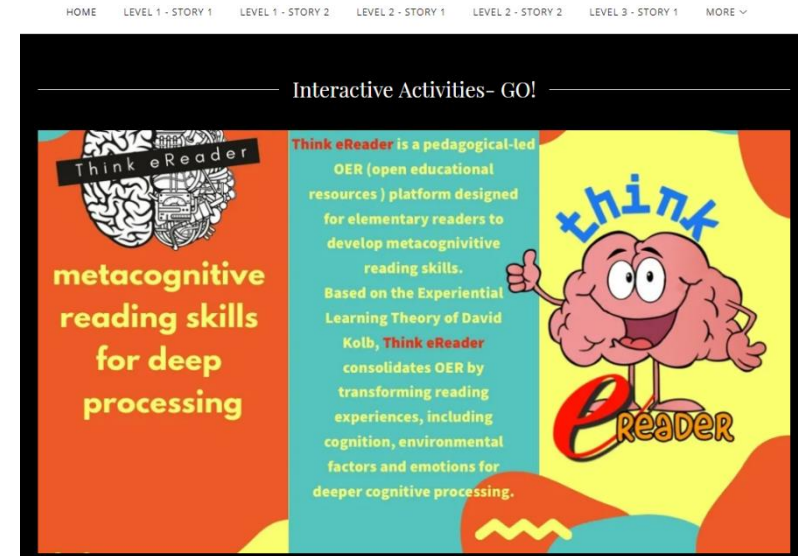 HOME LEVEL 1 - STORY 1 LEVEL 1 - STORY 2 LEVEL 2 - STORY 1 LEVEL 2 - STORY 2 LEVEL 3 - STORY 1 MORE
Interactive Activities- GO!
Think eReader
metacognitive
reading skills
for deep
processing
Think eReader is a pedagogical-led
OER (open educational
resources ) platform designed
for elementary readers to
develop metacognivitive
reading skills.
Based on the Experiential
Learning Theory of David
Kolb, Think eReader
consolidates OER by
transforming reading
experiences, including
cognition, environmental
factors and emotions for
deeper cognitive processing.
think
eReader